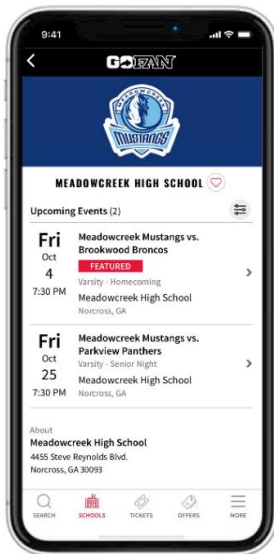 9:41
GOFAN
MEADOWCREEK
MUSTANGS
MEADOWCREEK HIGH SCHOOL
Upcoming Events (2)
Fri
Oct
4
7:30 PM
Meadowcreek Mustangs vs.
Brookwood Broncos
FEATURED
Varsity - Homecoming
Meadowcreek High School
Norcross, GA
Fri
Oct
25
7:30 PM
Meadowcreek Mustangs vs.
Parkview Panthers
Varsity - Senior Night
Meadowcreek High School
Norcross, GA
About
Meadowcreek High School
4455 Steve Reynolds Blvd.
Norcross, GA 30093
SEARCH
SCHOOLS
TICKETS
OFFERS
MORE